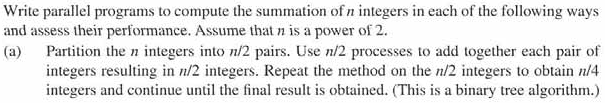 Write parallel programs to compute the summation of n integers in each of the following ways
and assess their performance. Assume that n is a power of 2.
(a) Partition the n integers into n/2 pairs. Use n/2 processes to add together each pair of
integers resulting in n/2 integers. Repeat the method on the n/2 integers to obtain n/4
integers and continue until the final result is obtained. (This is a binary tree algorithm.)